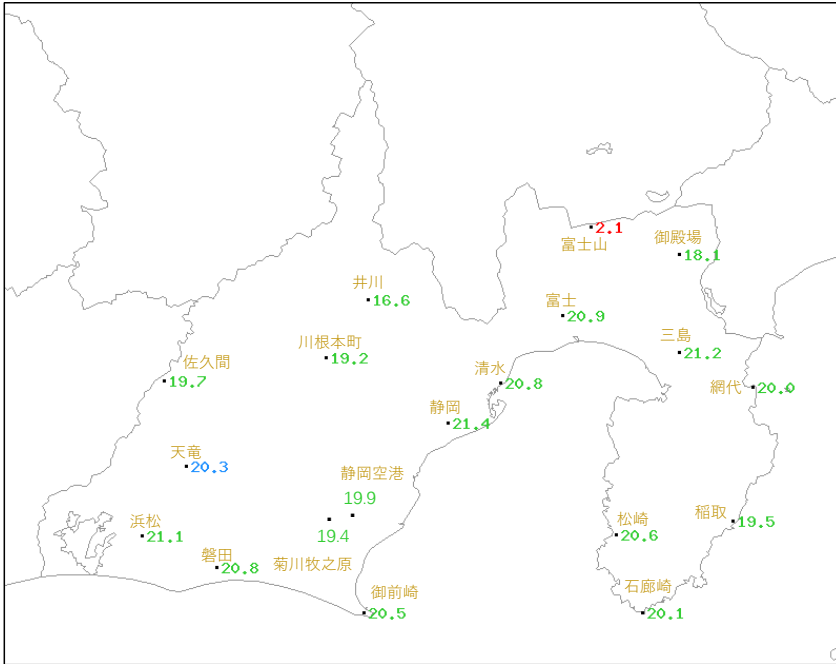 2.1
富士山
御殿場
18.1
井川
16.6
富士
20.9
川根本町
19.2
三島
21.2
佐久間
19.7
清水
20.8
網代
20.0
静岡
21.4
天竜
20.3
静岡空港
19.9
浜松
21.1
19.4
菊川牧之原
松崎
20.6
稲取
19.5
磐田
20.8
御前崎
20.5
石廊崎
20.1